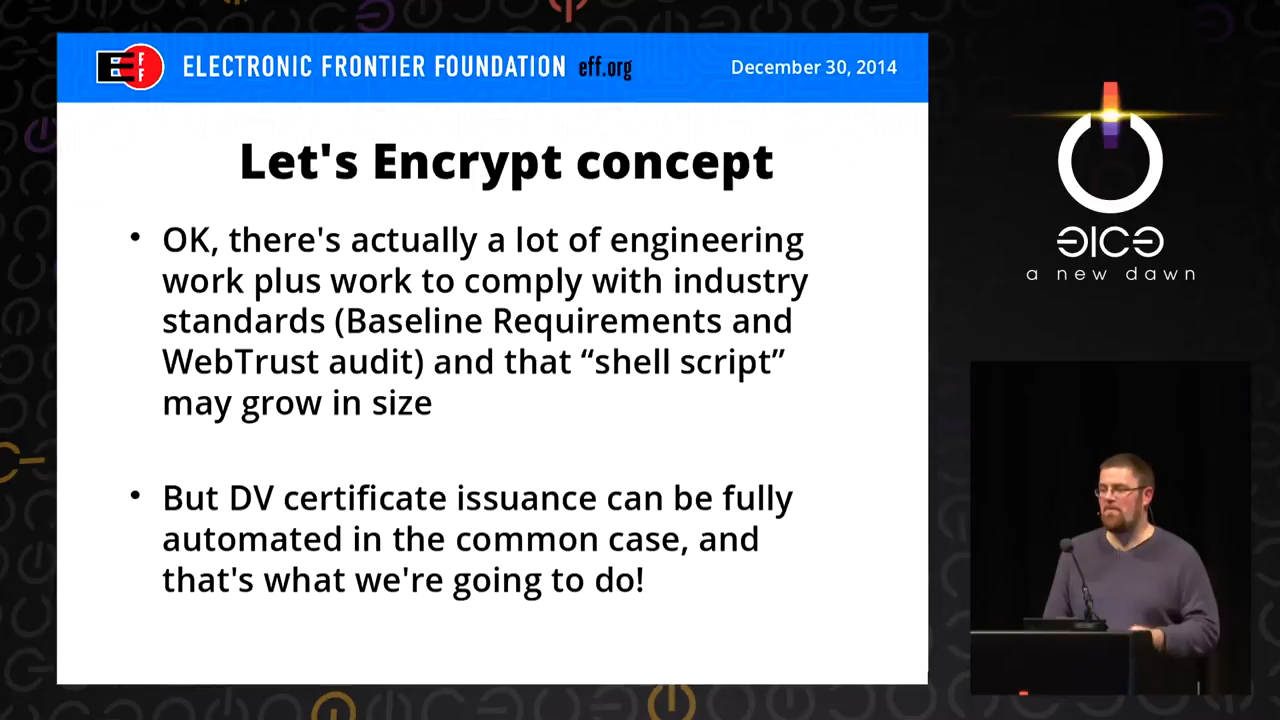 EFF
ELECTRONIC FRONTIER FOUNDATION eff.org
December 30, 2014
Let's Encrypt concept
• OK, there's actually a lot of engineering
work plus work to comply with industry
standards (Baseline Requirements and
WebTrust audit) and that “shell script”
may grow in size
• But DV certificate issuance can be fully
automated in the common case, and
that's what we're going to do!
31C3
a new dawn